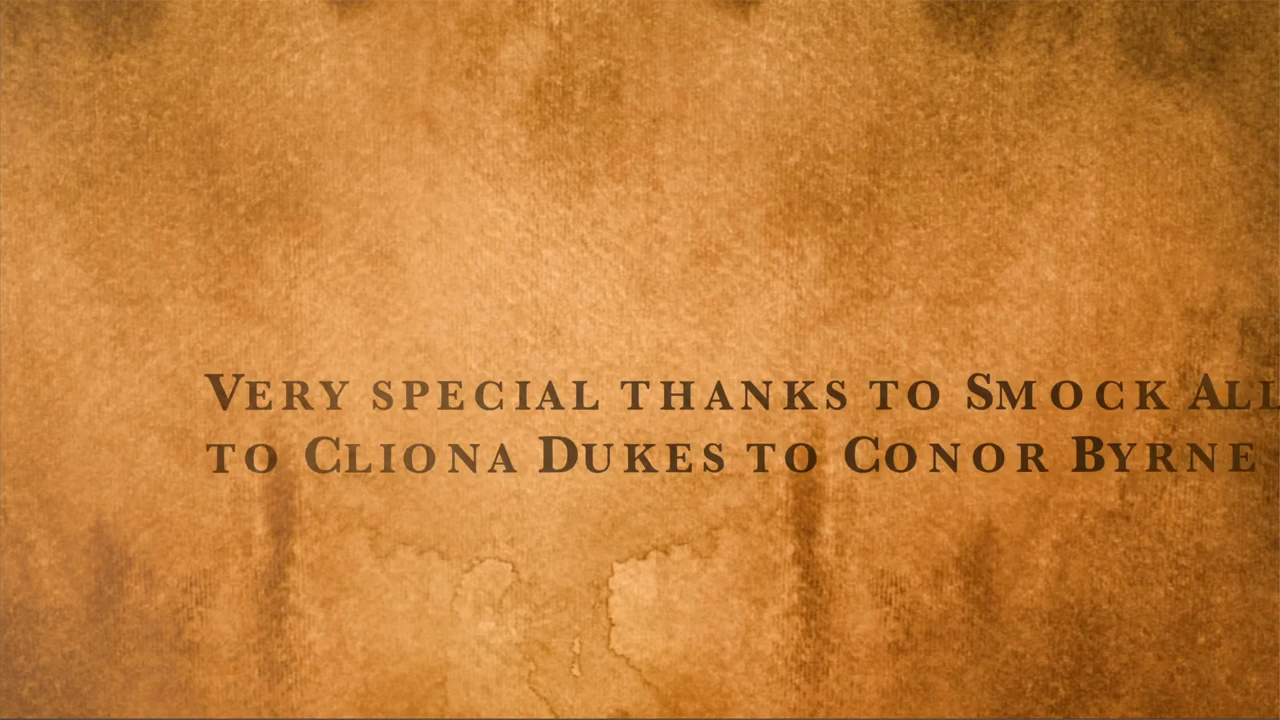 Very special thanks to Smock
to Cliona Dukes to Conor Byrne